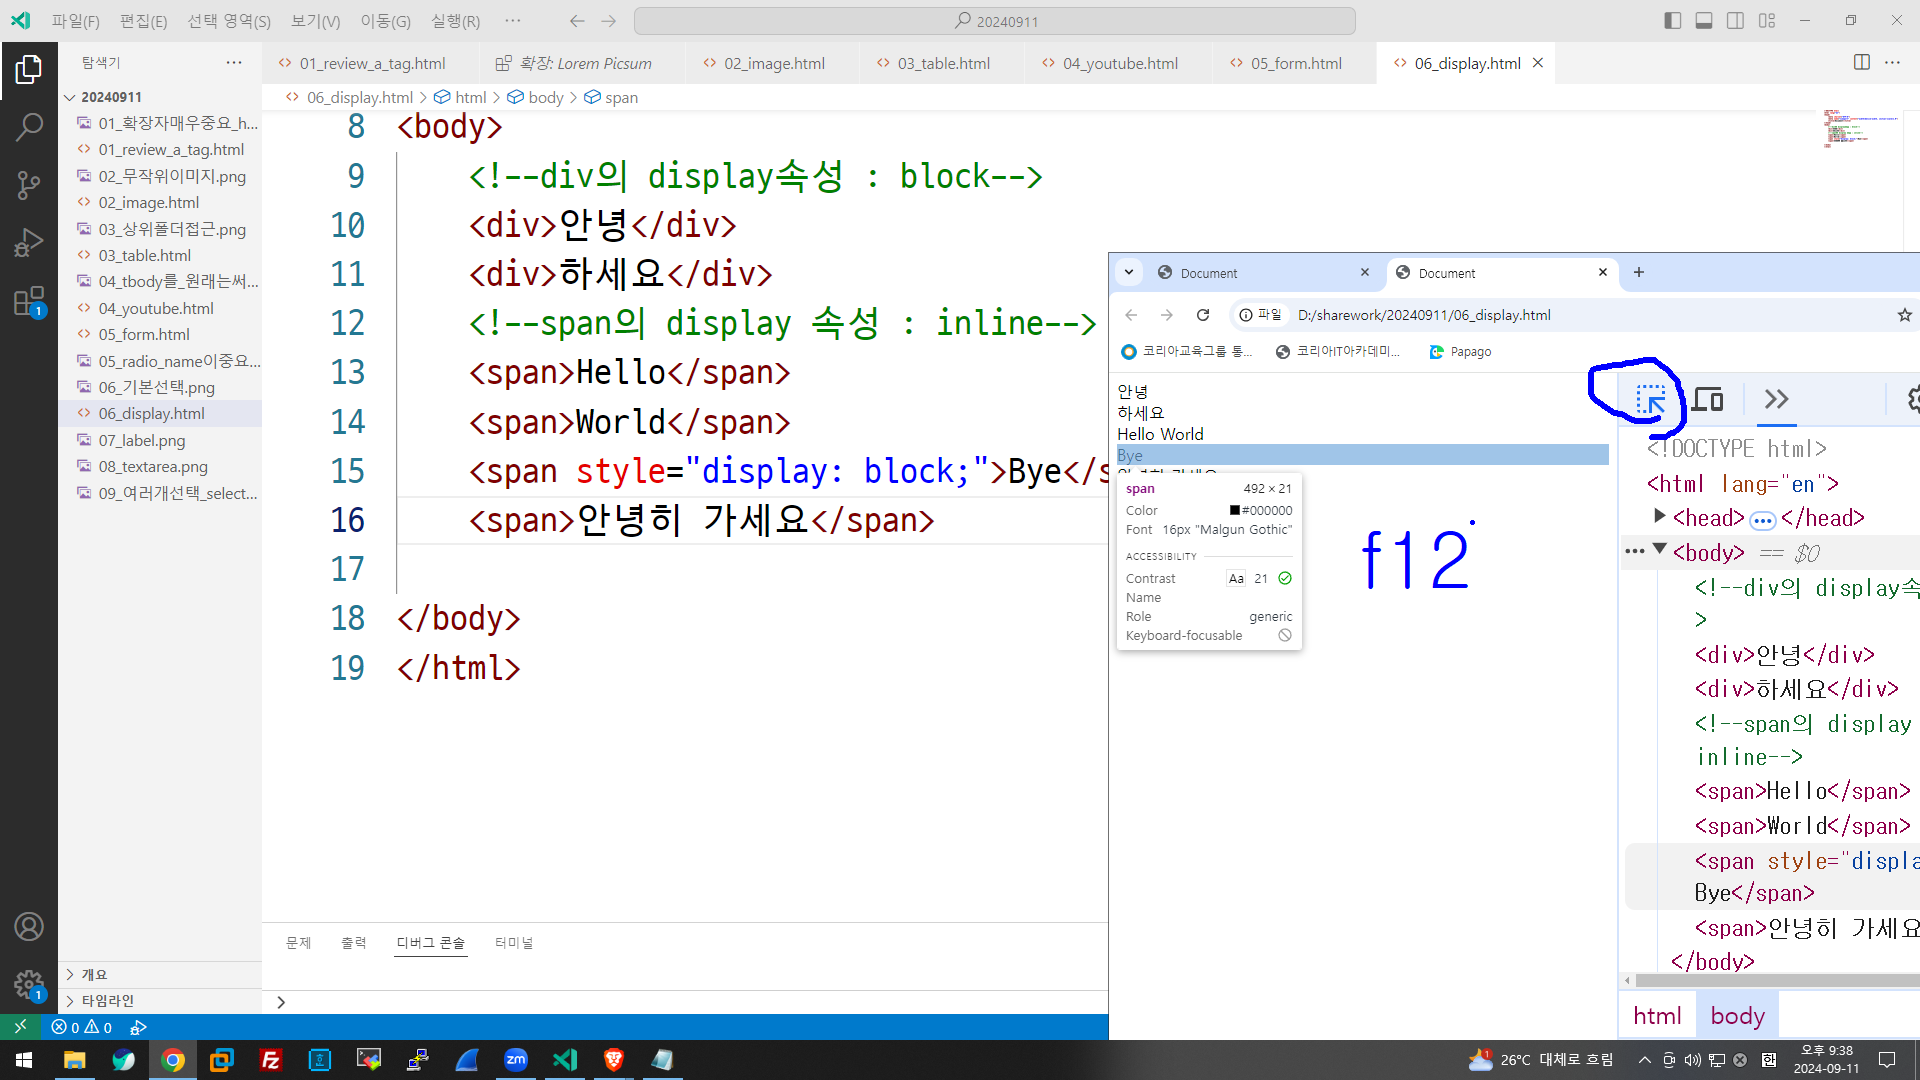 파일(F) 편집(E) 선택 영역(S) 보기(V) 이동(G) 실행(R) ··· 20240911
탐색기 ···
20240911
01_확장자매우중요_h...
01_review_a_tag.html
02_무작위이미지.png
02_image.html
03_상위폴더접근.png
03_table.html
04_tbody를_원래는써...
04_youtube.html
05_form.html
05_radio_name이중요...
06_기본선택.png
06_display.html
07_label.png
08_textarea.png
09_여러개선택_select...
개요
타임라인
1
1
01_review_a_tag.html 확장: Lorem Picsum 02_image.html 03_table.html 04_youtube.html 05_form.html 06_display.html
06_display.html > html > body > span
8 <body>
9 <!--div의 display속성 : block-->
10 <div>안녕</div>
11 <div>하세요</div>
12 <!--span의 display 속성 : inline-->
13 <span>Hello</span>
14 <span>World</span>
15 <span style="display: block;">Bye</s
16 <span>안녕히 가세요</span>
17
18 </body>
19 </html>
문제 출력 디버그 콘솔 터미널
Document Document
파일 D:/sharework/20240911/06_display.html
코리아교육그룹 통... 코리아IT아카데미... Papago
안녕
하세요
Hello World
Bye
span 492 × 21
Color #000000
Font 16px "Malgun Gothic"
ACCESSIBILITY
Contrast Aa 21
Name
Role generic
Keyboard-focusable
f12
<!DOCTYPE html>
<html lang="en">
<head> ··· </head>
··· <body> == $0
<!--div의 display속
>
<div>안녕</div>
<div>하세요</div>
<!--span의 display
inline-->
<span>Hello</span>
<span>World</span>
<span style="displa
Bye</span>
<span>안녕히 가세요
</body>
html body
0 0
1 26°C 대체로 흐림 한 오후 9:38
2024-09-11